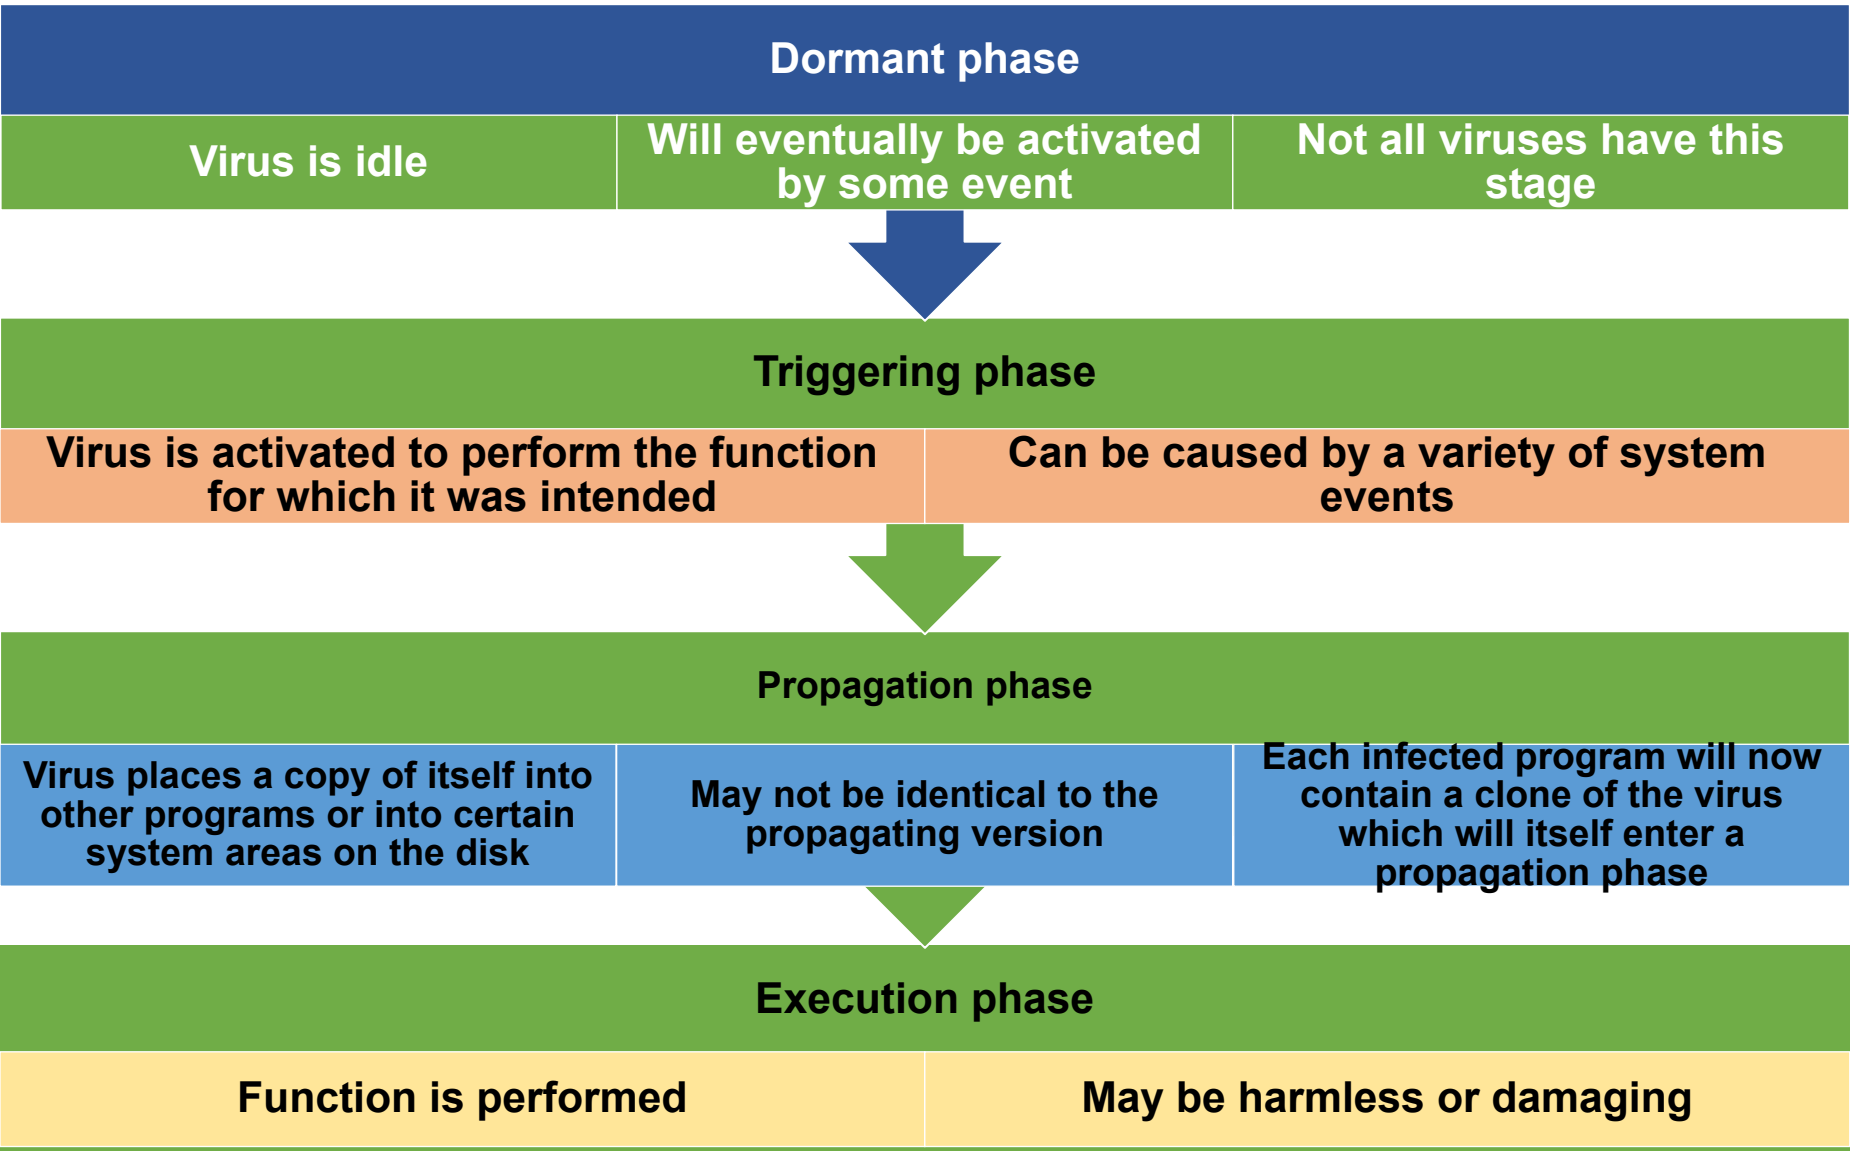 Dormant phase
Virus is idle
Will eventually be activated
by some event
Not all viruses have this
stage
Triggering phase
Virus is activated to perform the function
for which it was intended
Can be caused by a variety of system
events
Propagation phase
Virus places a copy of itself into
other programs or into certain
system areas on the disk
May not be identical to the
propagating version
Each infected program will now
contain a clone of the virus
which will itself enter a
propagation phase
Execution phase
Function is performed
May be harmless or damaging